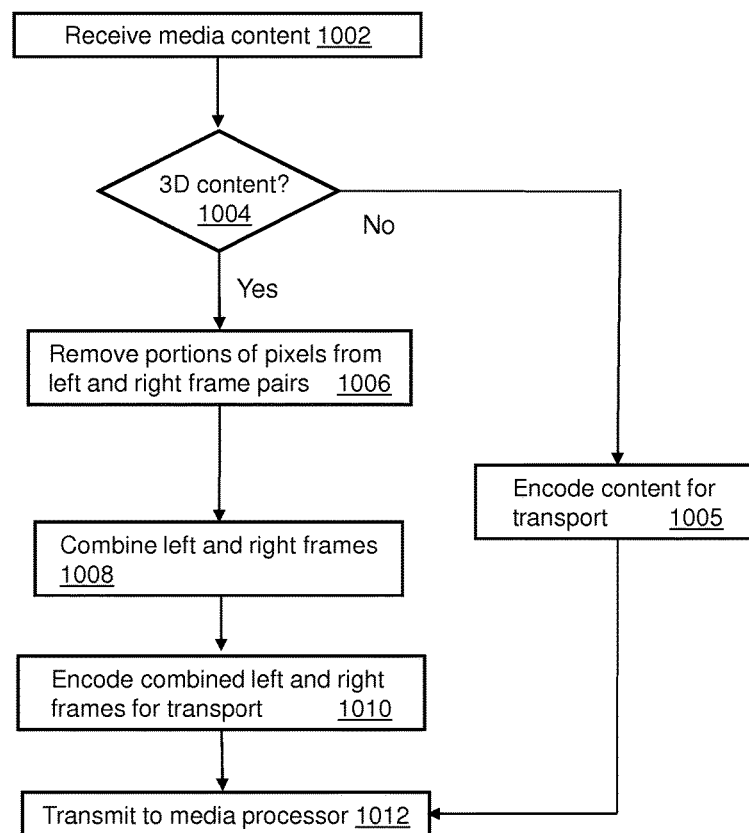 Receive media content 1002
3D content?
1004
No
Yes
Remove portions of pixels from
left and right frame pairs 1006
Encode content for
transport 1005
Combine left and right frames
1008
Encode combined left and right
frames for transport 1010
Transmit to media processor 1012